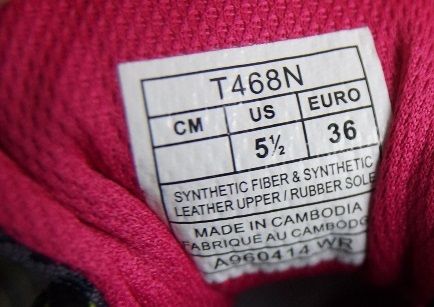 T468N
CM US EURO
5½ 36
SYNTHETIC FIBER & SYNTHETIC
LEATHER UPPER / RUBBER SOLE
MADE IN CAMBODIA
FABRIQUE AU CAMBODG
A960414 WR